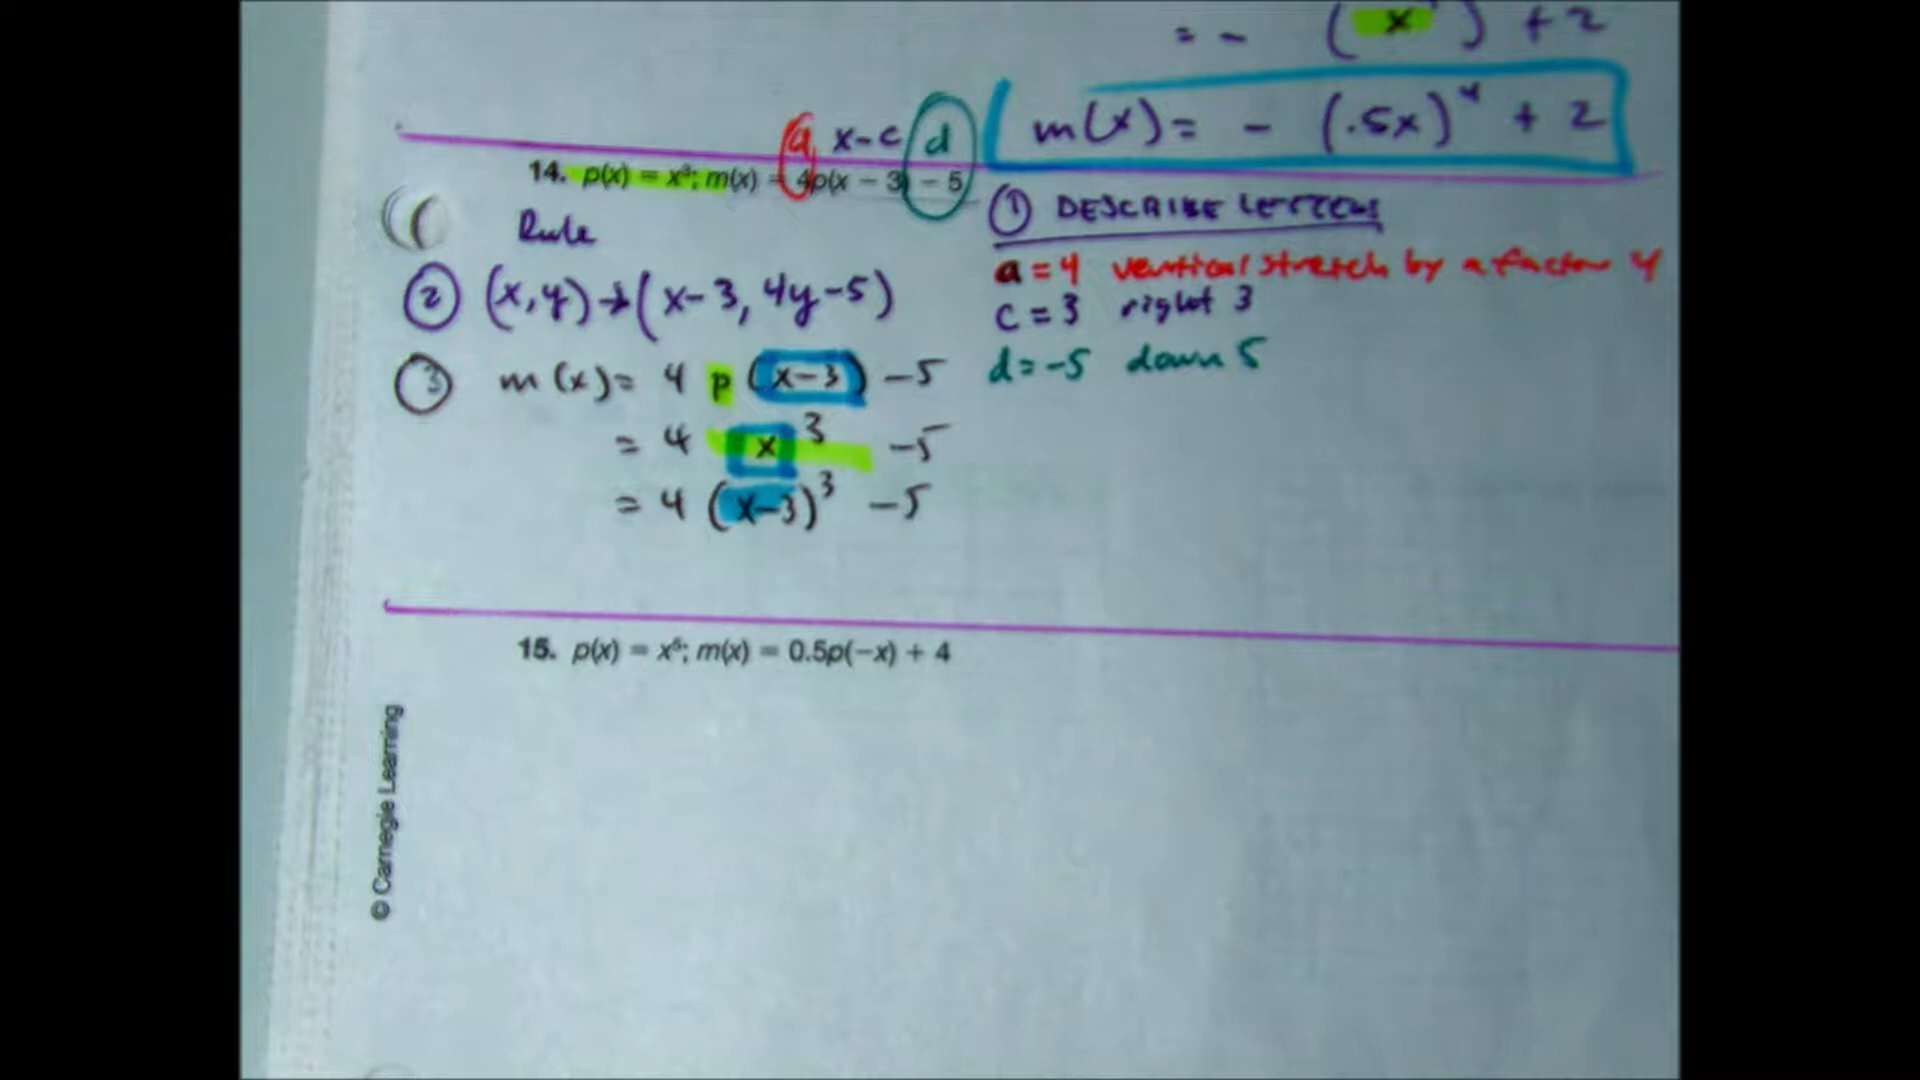 = - (x ) + 2
m(x) = - (.5x)⁴ + 2
a x-c d
14. p(x) = x³; m(x) = 4p(x − 3) − 5
① DESCRIBE LETTERS
Rule
a = 4 vertical stretch by a factor 4
② (x,y)→(x-3, 4y-5)
c = 3 right 3
d = -5 down 5
③ m(x) = 4 p (x-3) -5
= 4 x³ -5
= 4 (x-3)³ -5
15. p(x) = x⁵; m(x) = 0.5p(−x) + 4
© Carnegie Learning